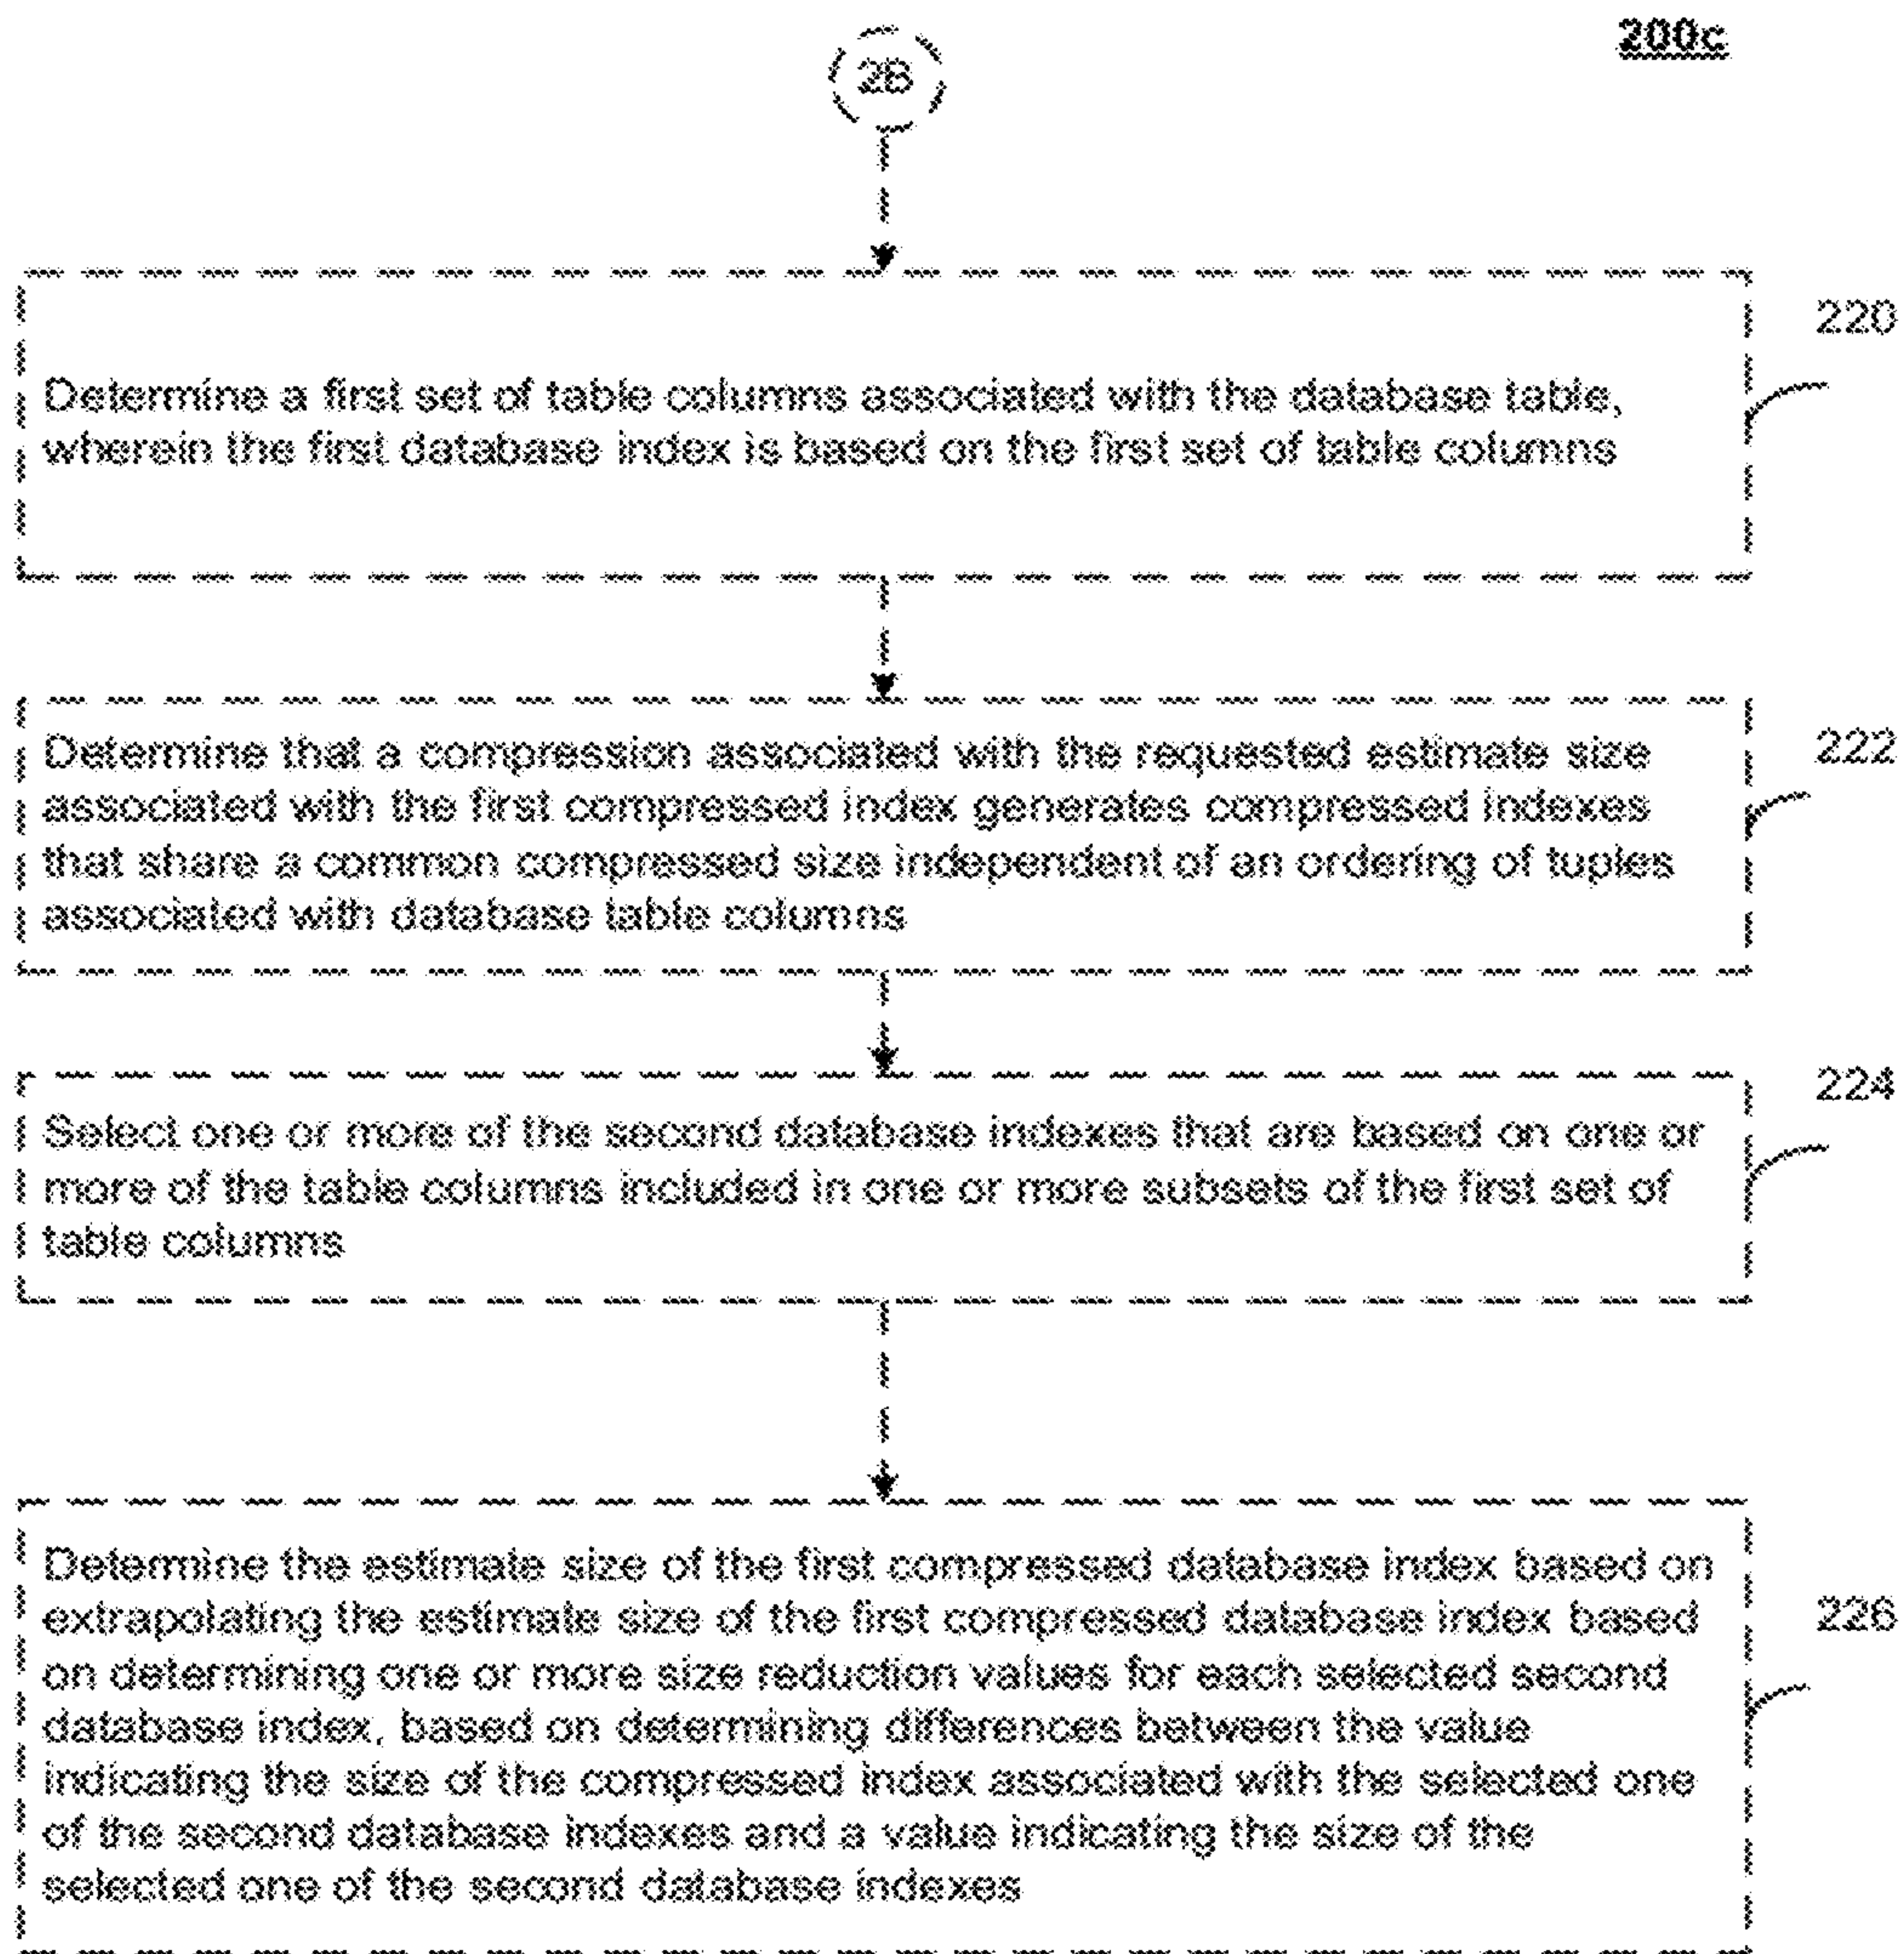 200c
2B
220
Determine a first set of table columns associated with the database table,
wherein the first database index is based on the first set of table columns
222
Determine that a compression associated with the requested estimate size
associated with the first compressed index generates compressed indexes
that share a common compressed size independent of an ordering of tuples
associated with database table columns
224
Select one or more of the second database indexes that are based on one or
more of the table columns included in one or more subsets of the first set of
table columns
226
Determine the estimate size of the first compressed database index based on
extrapolating the estimate size of the first compressed database index based
on determining one or more size reduction values for each selected second
database index, based on determining differences between the value
indicating the size of the compressed index associated with the selected one
of the second database indexes and a value indicating the size of the
selected one of the second database indexes